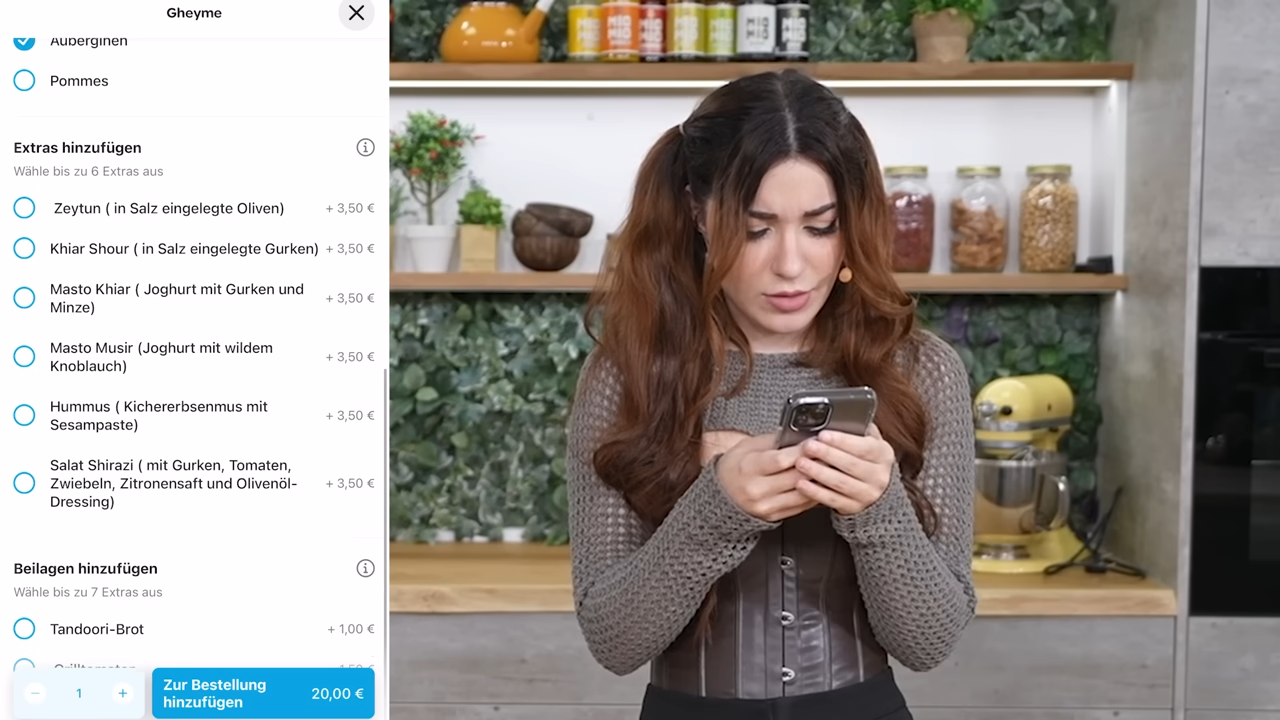 Gheyme
Auberginen
Pommes
Extras hinzufügen
Wähle bis zu 6 Extras aus
Zeytun ( in Salz eingelegte Oliven)
+ 3,50 €
Khiar Shour ( in Salz eingelegte Gurken)
+ 3,50 €
Masto Khiar ( Joghurt mit Gurken und
Minze)
+ 3,50 €
Masto Musir (Joghurt mit wildem
Knoblauch)
+ 3,50 €
Hummus ( Kichererbsenmus mit
Sesampaste)
+ 3,50 €
Salat Shirazi ( mit Gurken, Tomaten,
Zwiebeln, Zitronensaft und Olivenöl-
Dressing)
+ 3,50 €
Beilagen hinzufügen
Wähle bis zu 7 Extras aus
Tandoori-Brot
+ 1,00 €
Grilltomaten
1
Zur Bestellung
hinzufügen
20,00 €
MIO
MIO